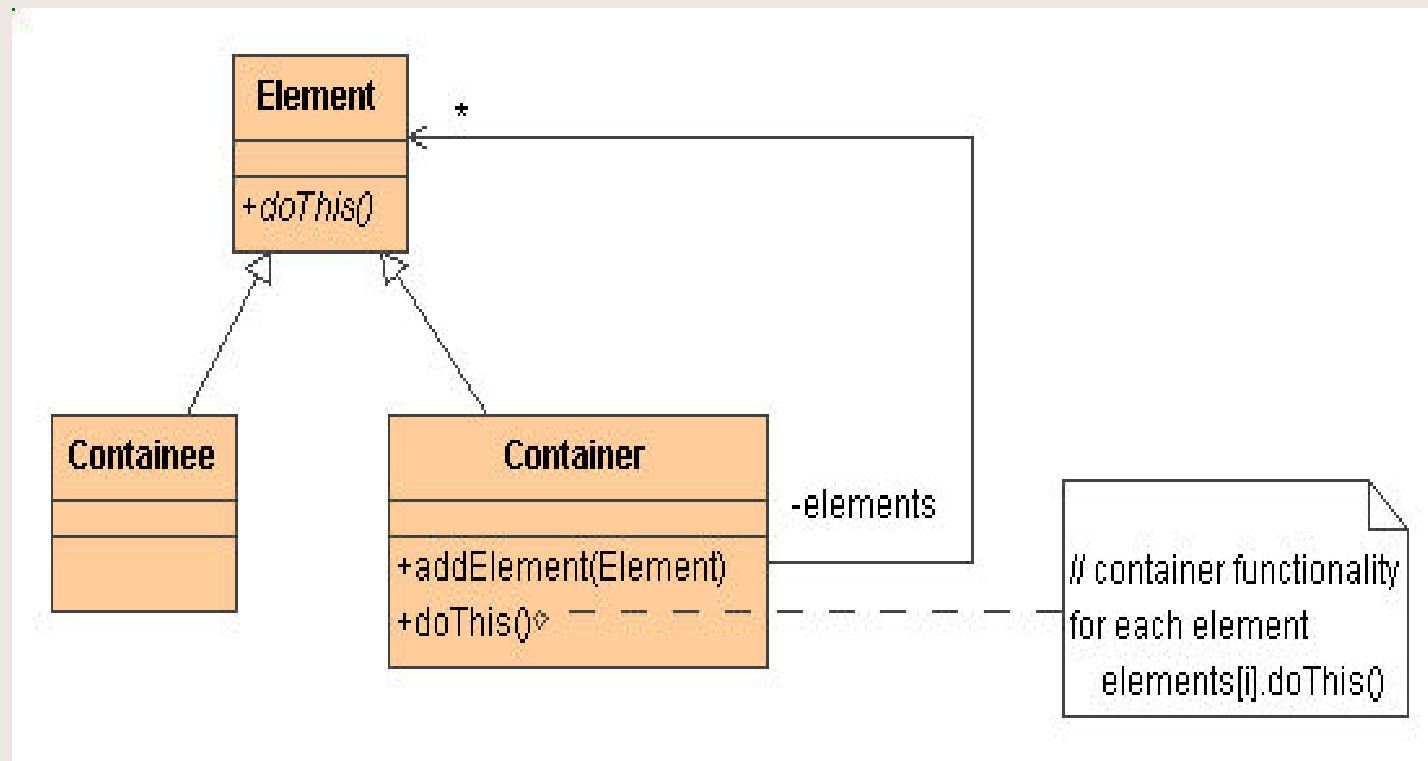 Element
*
+doThis()
Containee
Container
-elements
+addElement(Element)
+doThis()
// container functionality
for each element
elements[i].doThis()